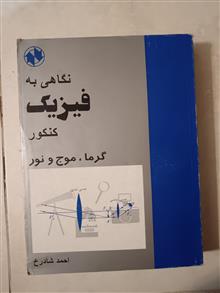 نگاهی به
فیزیک
کنکور
گرما، موج و نور
احمد شادرخ